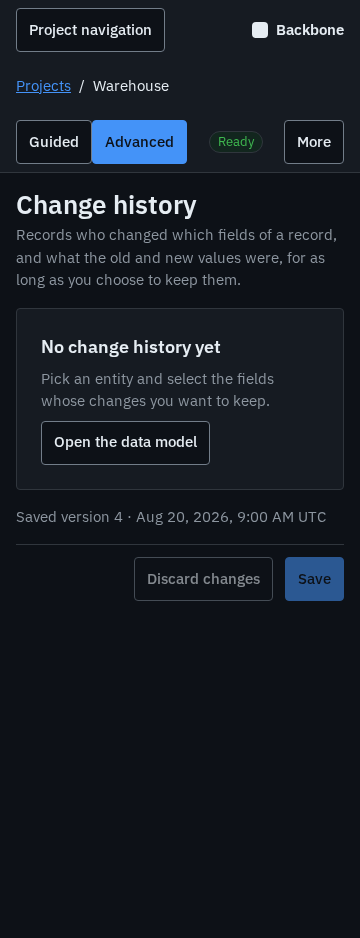 Project navigation
Backbone
Projects / Warehouse
Guided
Advanced
Ready
More
Change history
Records who changed which fields of a record,
and what the old and new values were, for as
long as you choose to keep them.
No change history yet
Pick an entity and select the fields
whose changes you want to keep.
Open the data model
Saved version 4 · Aug 20, 2026, 9:00 AM UTC
Discard changes
Save